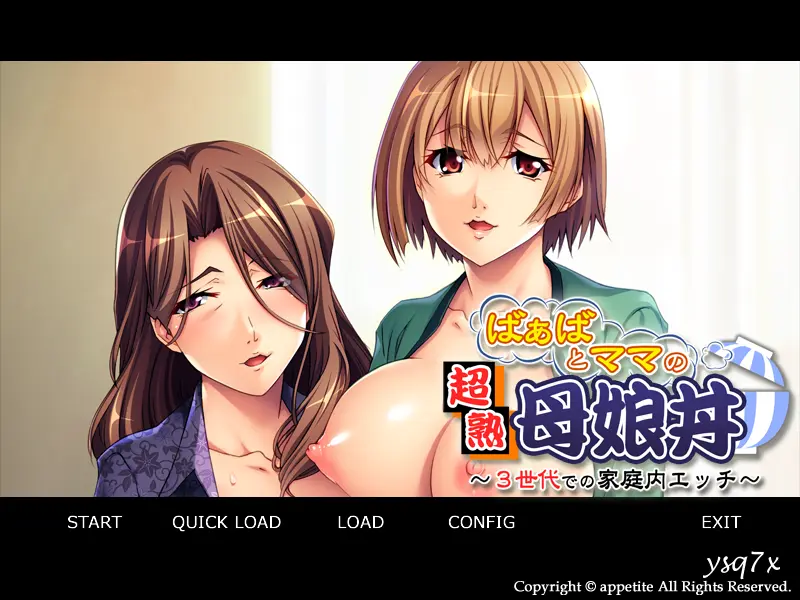 ばぁば
とママの
超熟
母娘丼
～3世代での家庭内エッチ～
START QUICK LOAD LOAD CONFIG EXIT
ysq7x
Copyright © appetite All Rights Reserved.